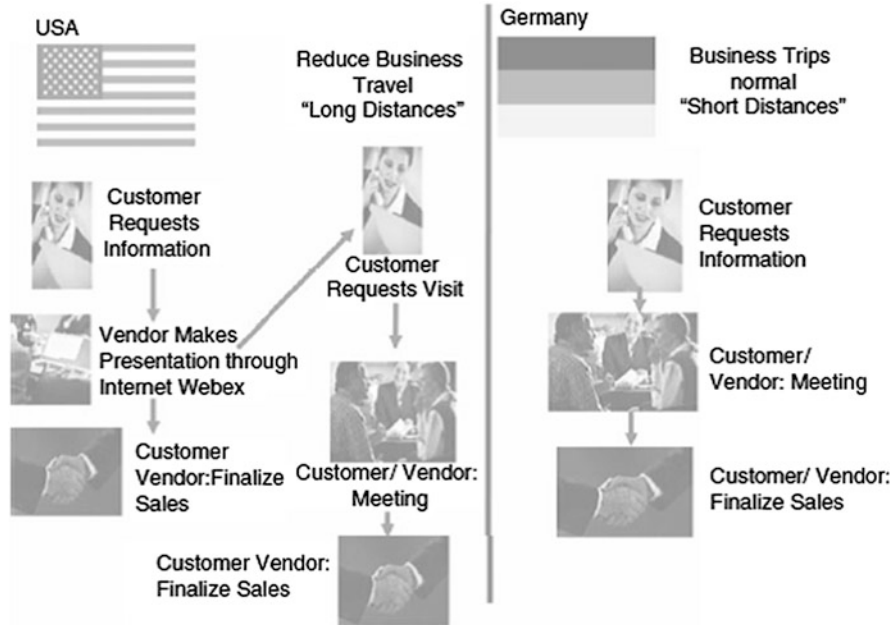 USA
Reduce Business
Travel
“Long Distances”
Customer
Requests
Information
Customer
Requests Visit
Vendor Makes
Presentation through
Internet Webex
Customer
Vendor:Finalize
Sales
Customer/ Vendor:
Meeting
Customer Vendor:
Finalize Sales
Germany
Business Trips
normal
“Short Distances”
Customer
Requests
Information
Customer/
Vendor: Meeting
Customer/ Vendor:
Finalize Sales